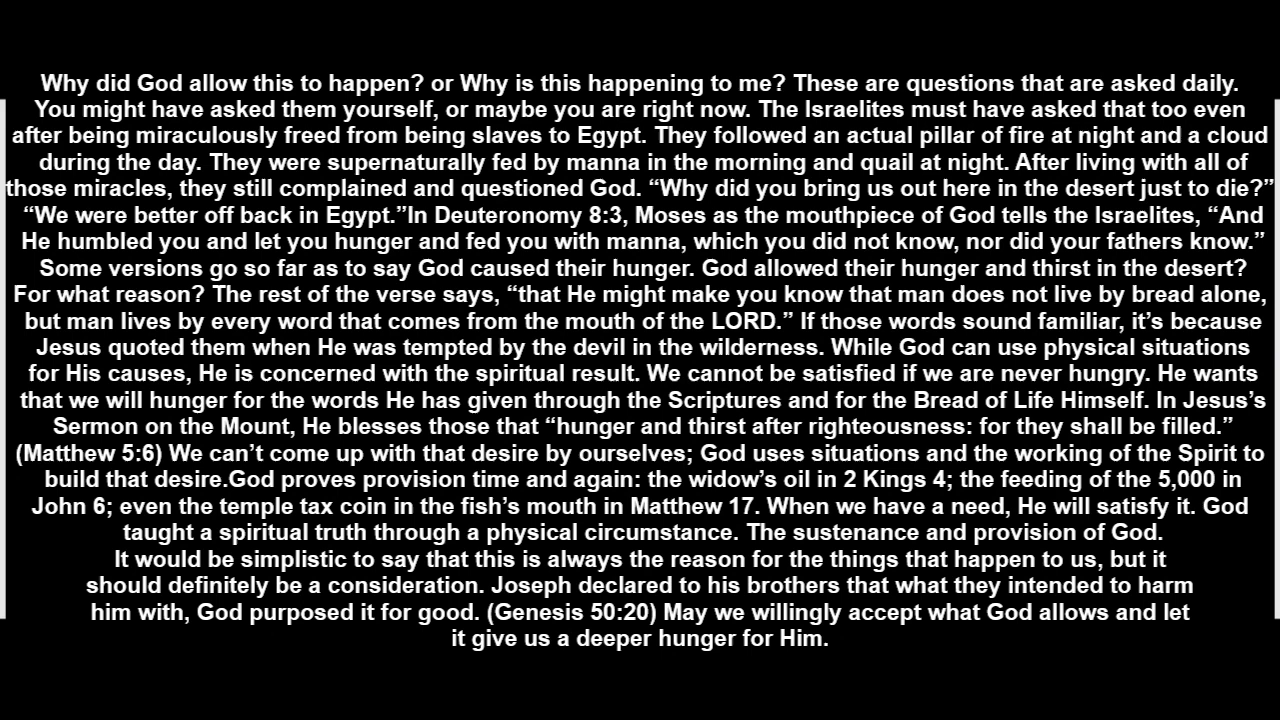 Why did God allow this to happen? or Why is this happening to me? These are questions that are asked daily.
You might have asked them yourself, or maybe you are right now. The Israelites must have asked that too even
after being miraculously freed from being slaves to Egypt. They followed an actual pillar of fire at night and a cloud
during the day. They were supernaturally fed by manna in the morning and quail at night. After living with all of
those miracles, they still complained and questioned God. “Why did you bring us out here in the desert just to die?”
“We were better off back in Egypt.”In Deuteronomy 8:3, Moses as the mouthpiece of God tells the Israelites, “And
He humbled you and let you hunger and fed you with manna, which you did not know, nor did your fathers know.”
Some versions go so far as to say God caused their hunger. God allowed their hunger and thirst in the desert?
For what reason? The rest of the verse says, “that He might make you know that man does not live by bread alone,
but man lives by every word that comes from the mouth of the LORD.” If those words sound familiar, it’s because
Jesus quoted them when He was tempted by the devil in the wilderness. While God can use physical situations
for His causes, He is concerned with the spiritual result. We cannot be satisfied if we are never hungry. He wants
that we will hunger for the words He has given through the Scriptures and for the Bread of Life Himself. In Jesus’s
Sermon on the Mount, He blesses those that “hunger and thirst after righteousness: for they shall be filled.”
(Matthew 5:6) We can’t come up with that desire by ourselves; God uses situations and the working of the Spirit to
build that desire.God proves provision time and again: the widow’s oil in 2 Kings 4; the feeding of the 5,000 in
John 6; even the temple tax coin in the fish’s mouth in Matthew 17. When we have a need, He will satisfy it. God
taught a spiritual truth through a physical circumstance. The sustenance and provision of God.
It would be simplistic to say that this is always the reason for the things that happen to us, but it
should definitely be a consideration. Joseph declared to his brothers that what they intended to harm
him with, God purposed it for good. (Genesis 50:20) May we willingly accept what God allows and let
it give us a deeper hunger for Him.